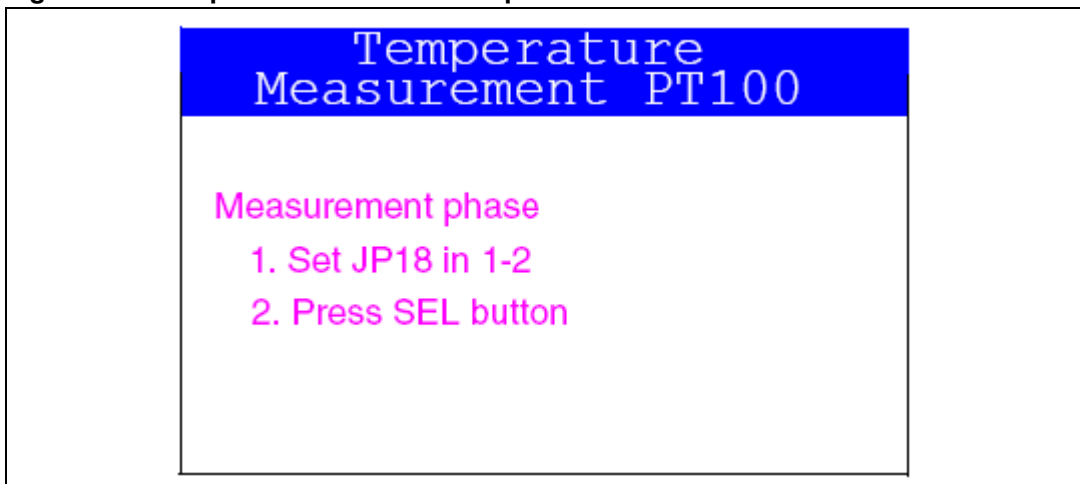 Temperature
Measurement PT100
Measurement phase
1. Set JP18 in 1-2
2. Press SEL button